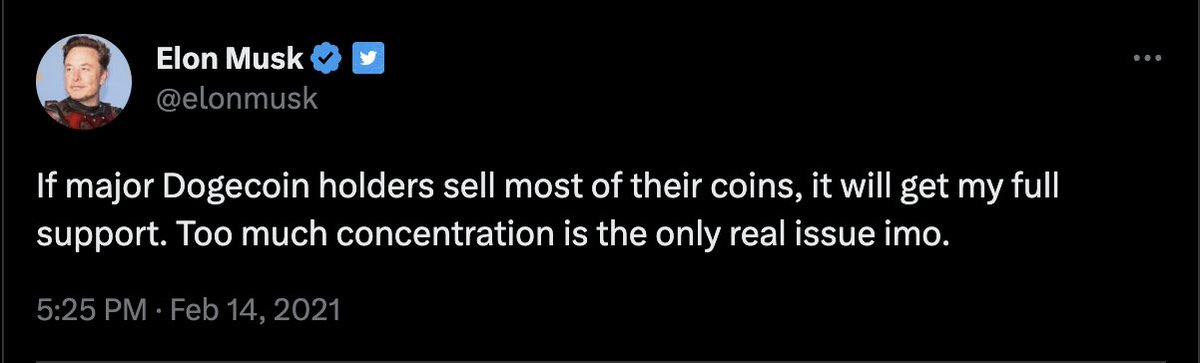 Elon Musk
@elonmusk
If major Dogecoin holders sell most of their coins, it will get my full
support. Too much concentration is the only real issue imo.
5:25 PM · Feb 14, 2021